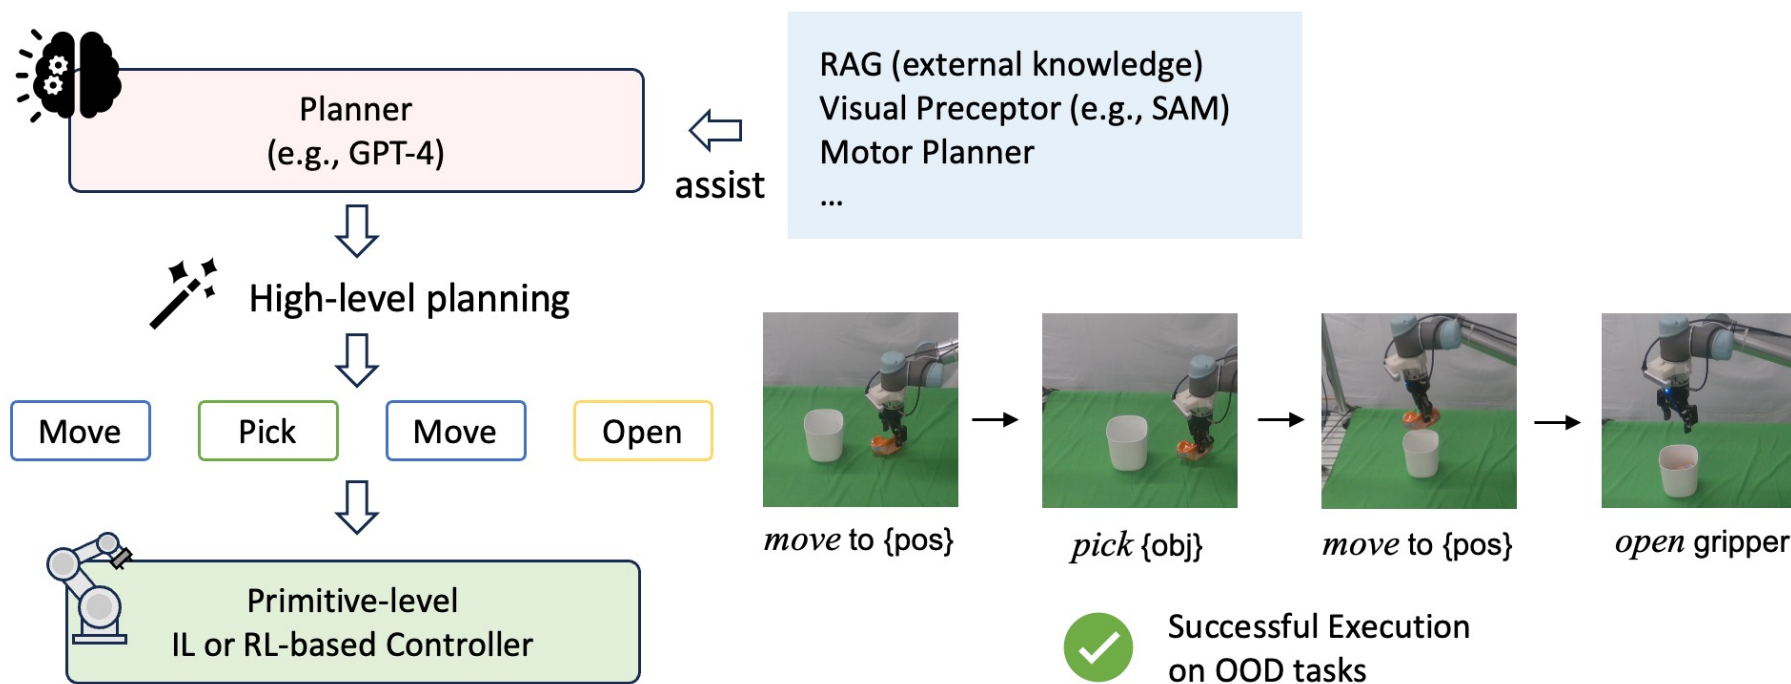 Planner
(e.g., GPT-4)
assist
RAG (external knowledge)
Visual Preceptor (e.g., SAM)
Motor Planner
...
High-level planning
Move
Pick
Move
Open
Primitive-level
IL or RL-based Controller
move to {pos}
pick {obj}
move to {pos}
open gripper
Successful Execution
on OOD tasks